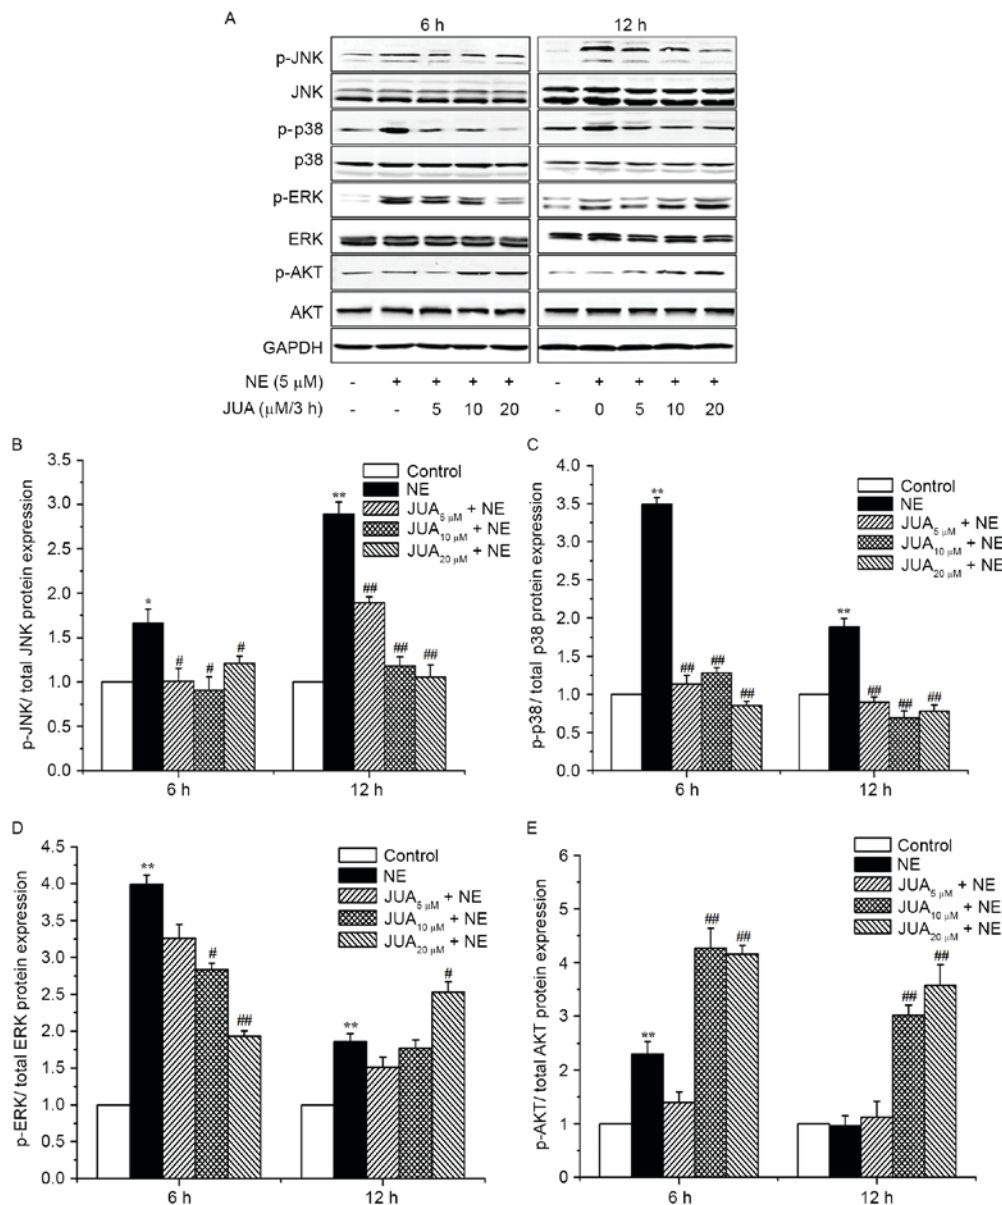 A
6 h 12 h
p-JNK
JNK
p-p38
p38
p-ERK
ERK
p-AKT
AKT
GAPDH
NE (5 μM) - + + + + - + + + +
JUA (μM/3 h) - - 5 10 20 - 0 5 10 20
B
p-JNK/ total JNK protein expression
3.5
3.0
2.5
2.0
1.5
1.0
0.5
0.0
Control
NE
JUA5 μM + NE
JUA10 μM + NE
JUA20 μM + NE
* # # # ** ## ## ##
6 h 12 h
C
p-p38/ total p38 protein expression
4.0
3.5
3.0
2.5
2.0
1.5
1.0
0.5
0.0
Control
NE
JUA5 μM + NE
JUA10 μM + NE
JUA20 μM + NE
** ## ## ## ** ## ## ##
6 h 12 h
D
p-ERK/ total ERK protein expression
4.5
4.0
3.5
3.0
2.5
2.0
1.5
1.0
0.5
0.0
Control
NE
JUA5 μM + NE
JUA10 μM + NE
JUA20 μM + NE
** # ## ** #
6 h 12 h
E
p-AKT/ total AKT protein expression
6
5
4
3
2
1
0
Control
NE
JUA5 μM + NE
JUA10 μM + NE
JUA20 μM + NE
** ## ## ## ##
6 h 12 h